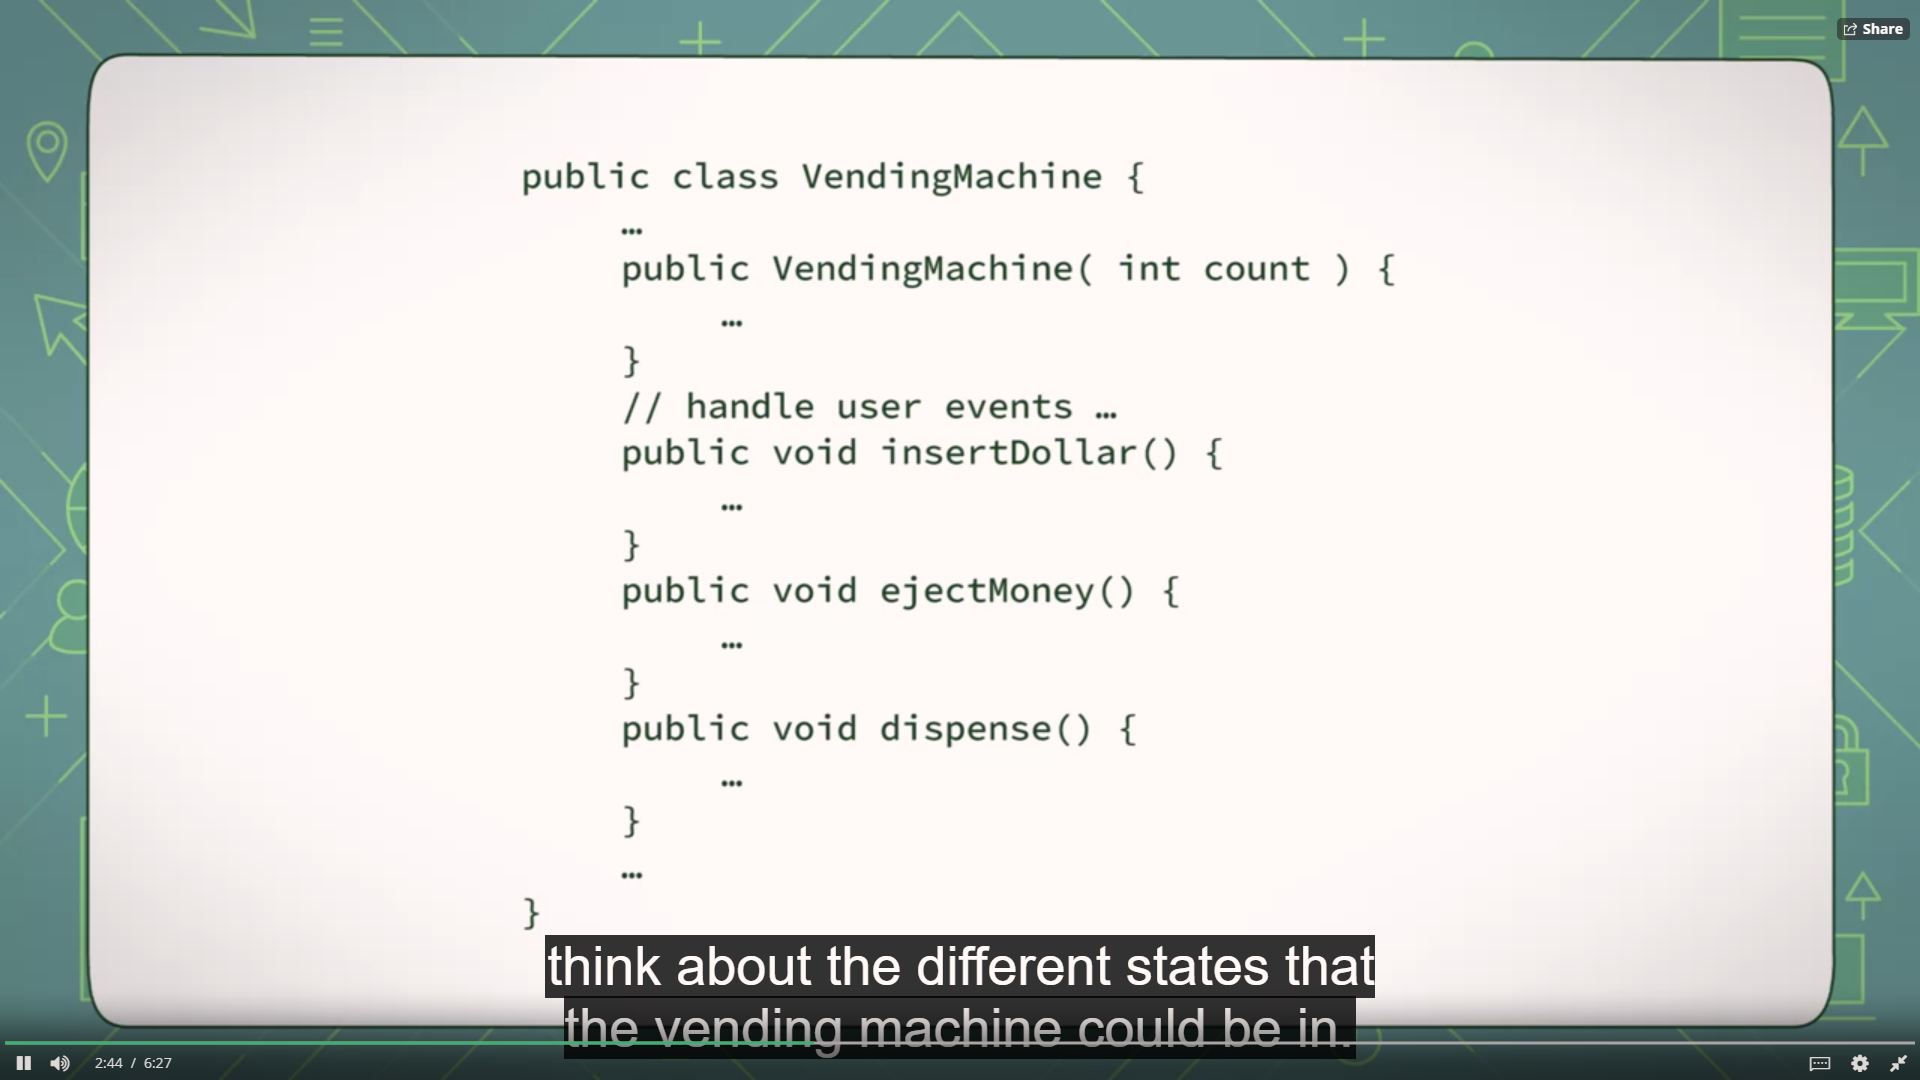 Share
public class VendingMachine {
…
public VendingMachine( int count ) {
…
}
// handle user events …
public void insertDollar() {
…
}
public void ejectMoney() {
…
}
public void dispense() {
…
}
…
}
think about the different states that
the vending machine could be in.
2:44 / 6:27